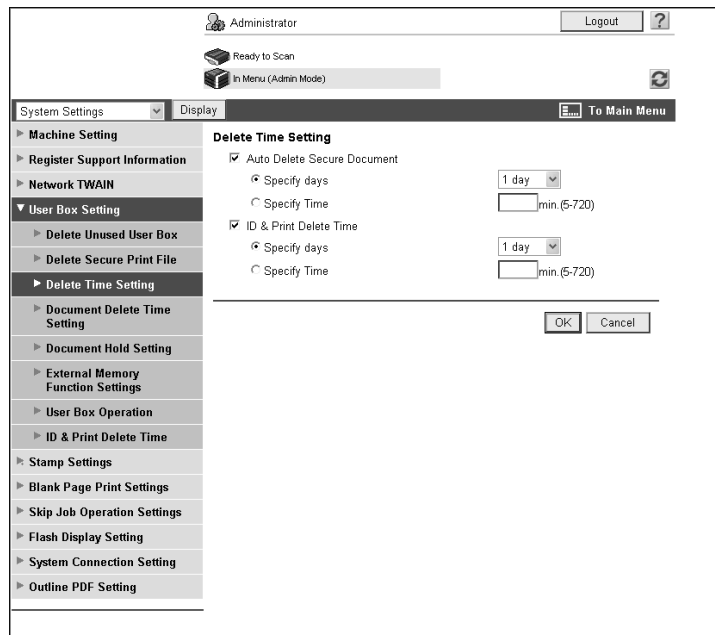 Administrator
Logout
?
Ready to Scan
In Menu (Admin Mode)
System Settings
Display
To Main Menu
Machine Setting
Register Support Information
Network TWAIN
User Box Setting
Delete Unused User Box
Delete Secure Print File
Delete Time Setting
Document Delete Time
Setting
Document Hold Setting
External Memory
Function Settings
User Box Operation
ID & Print Delete Time
Stamp Settings
Blank Page Print Settings
Skip Job Operation Settings
Flash Display Setting
System Connection Setting
Outline PDF Setting
Delete Time Setting
Auto Delete Secure Document
Specify days 1 day
Specify Time min.(5-720)
ID & Print Delete Time
Specify days 1 day
Specify Time min.(5-720)
OK Cancel